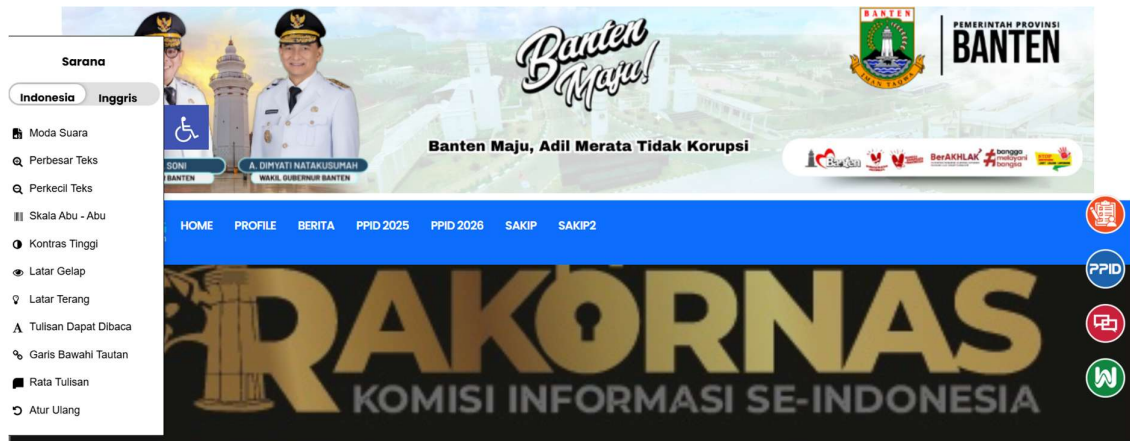 Sarana
Indonesia Inggris
Moda Suara
Perbesar Teks
Perkecil Teks
Skala Abu - Abu
Kontras Tinggi
Latar Gelap
Latar Terang
Tulisan Dapat Dibaca
Garis Bawahi Tautan
Rata Tulisan
Atur Ulang
SONI
BANTEN
A. DIMYATI NATAKUSUMAH
WAKIL GUBERNUR BANTEN
Banten
Maju!
Banten Maju, Adil Merata Tidak Korupsi
BANTEN
IMAN TAQWA
PEMERINTAH PROVINSI
BANTEN
Banten
BerAKHLAK
#bangga
melayani
bangsa
STOP
HOME PROFILE BERITA PPID 2025 PPID 2026 SAKIP SAKIP2
RAKORNAS
KOMISI INFORMASI SE-INDONESIA
PPID